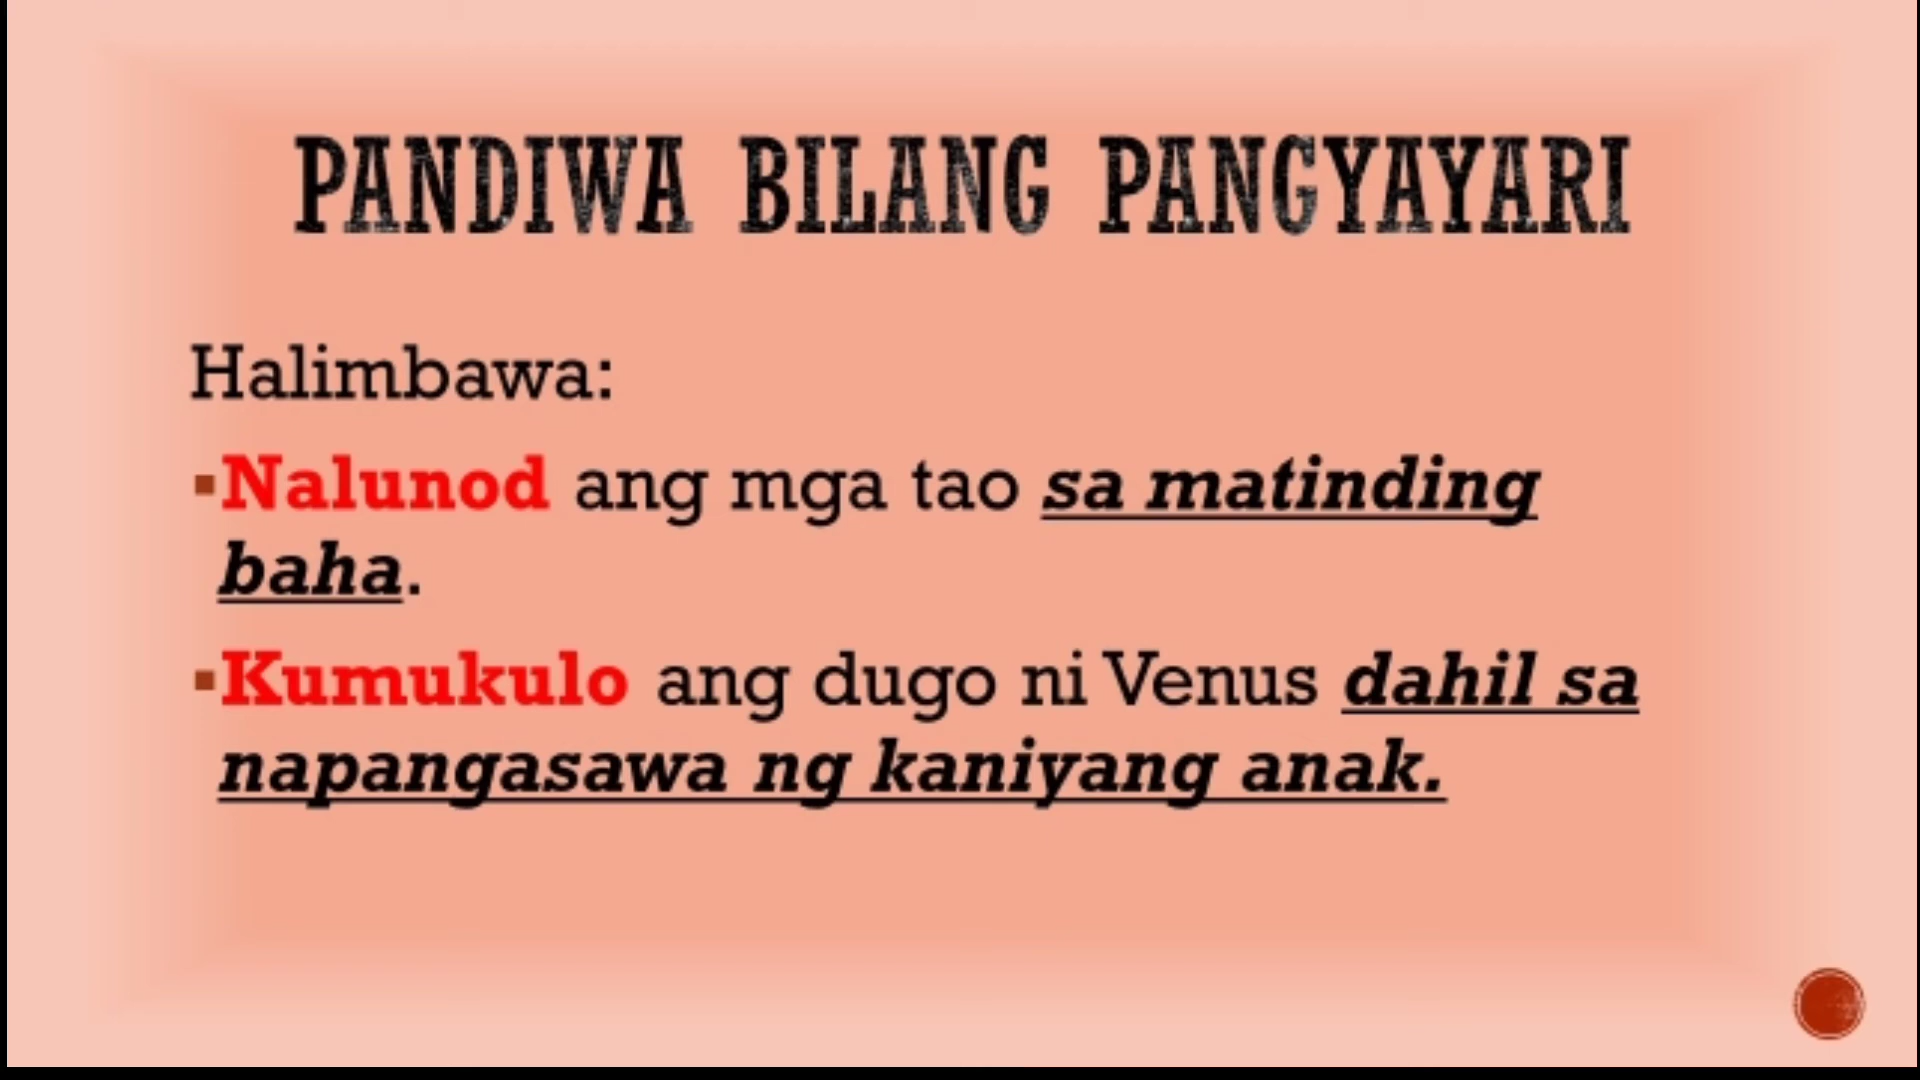 PANDIWA BILANG PANGYAYARI
Halimbawa:
▪Nalunod ang mga tao sa matinding
baha.
▪Kumukulo ang dugo ni Venus dahil sa
napangasawa ng kaniyang anak.